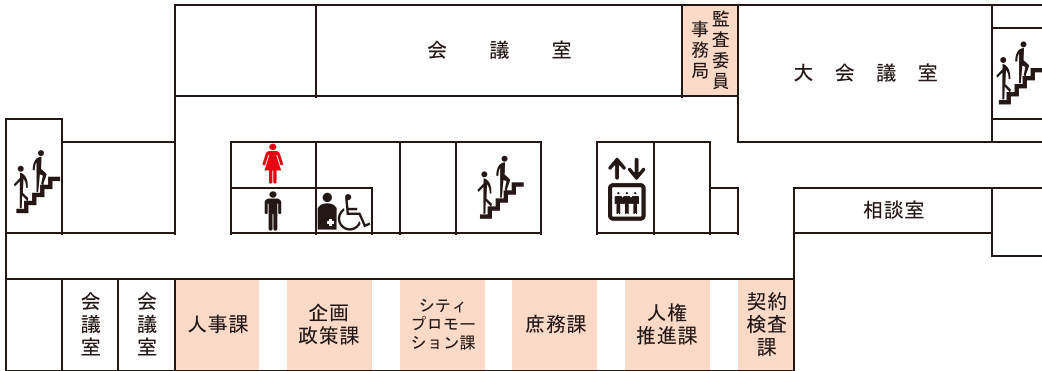 会議室
監査委員
事務局
大会議室
相談室
会議室
会議室
人事課
企画
政策課
シティ
プロモー
ション課
庶務課
人権
推進課
契約
検査
課